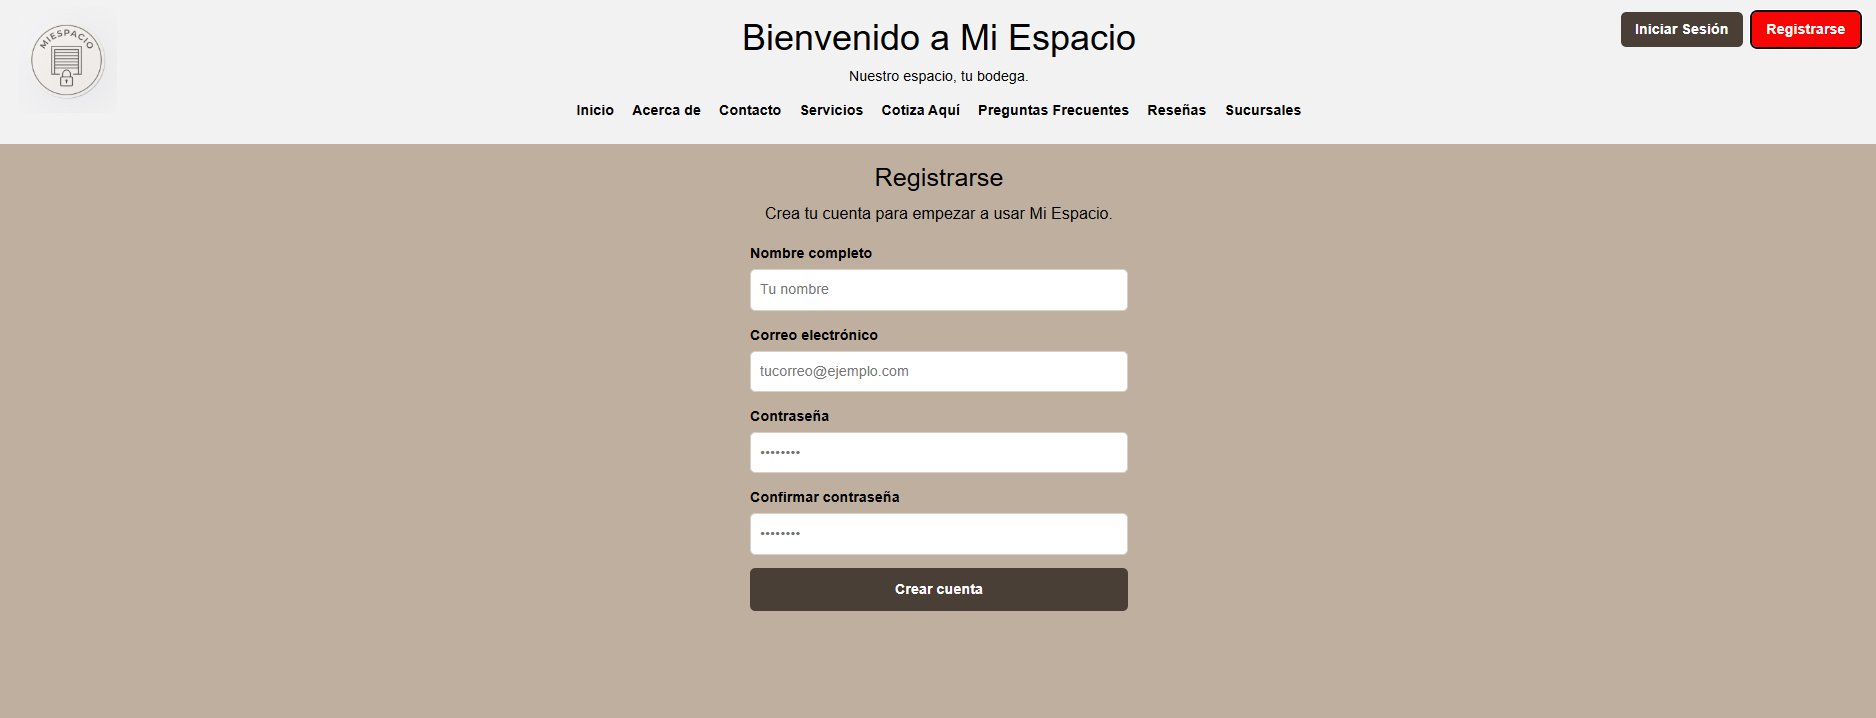 MIESPACIO
Bienvenido a Mi Espacio
Nuestro espacio, tu bodega.
Iniciar Sesión
Registrarse
Inicio Acerca de Contacto Servicios Cotiza Aquí Preguntas Frecuentes Reseñas Sucursales
Registrarse
Crea tu cuenta para empezar a usar Mi Espacio.
Nombre completo
Tu nombre
Correo electrónico
tucorreo@ejemplo.com
Contraseña
••••••••
Confirmar contraseña
••••••••
Crear cuenta